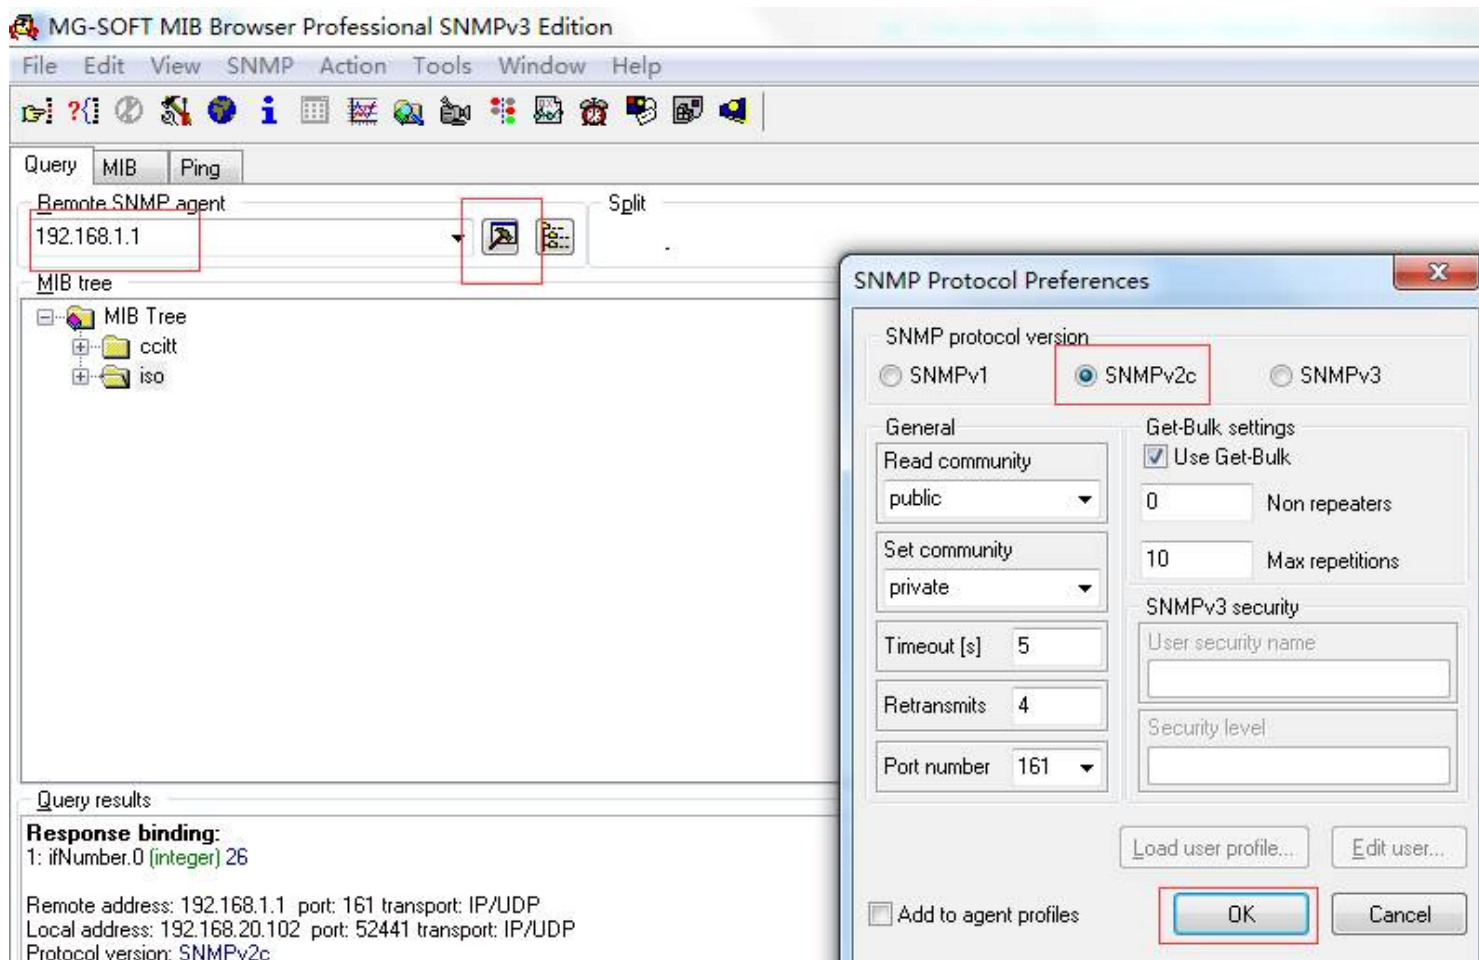 MG-SOFT MIB Browser Professional SNMPv3 Edition
File Edit View SNMP Action Tools Window Help
Query MIB Ping
Remote SNMP agent
192.168.1.1
Split
MIB tree
MIB Tree
ccitt
iso
Query results
Response binding:
1: ifNumber.0 (integer) 26
Remote address: 192.168.1.1 port: 161 transport: IP/UDP
Local address: 192.168.20.102 port: 52441 transport: IP/UDP
Protocol version: SNMPv2c
SNMP Protocol Preferences
SNMP protocol version
SNMPv1 SNMPv2c SNMPv3
General
Read community
public
Set community
private
Timeout [s] 5
Retransmits 4
Port number 161
Get-Bulk settings
Use Get-Bulk
0 Non repeaters
10 Max repetitions
SNMPv3 security
User security name
Security level
Load user profile... Edit user...
Add to agent profiles OK Cancel